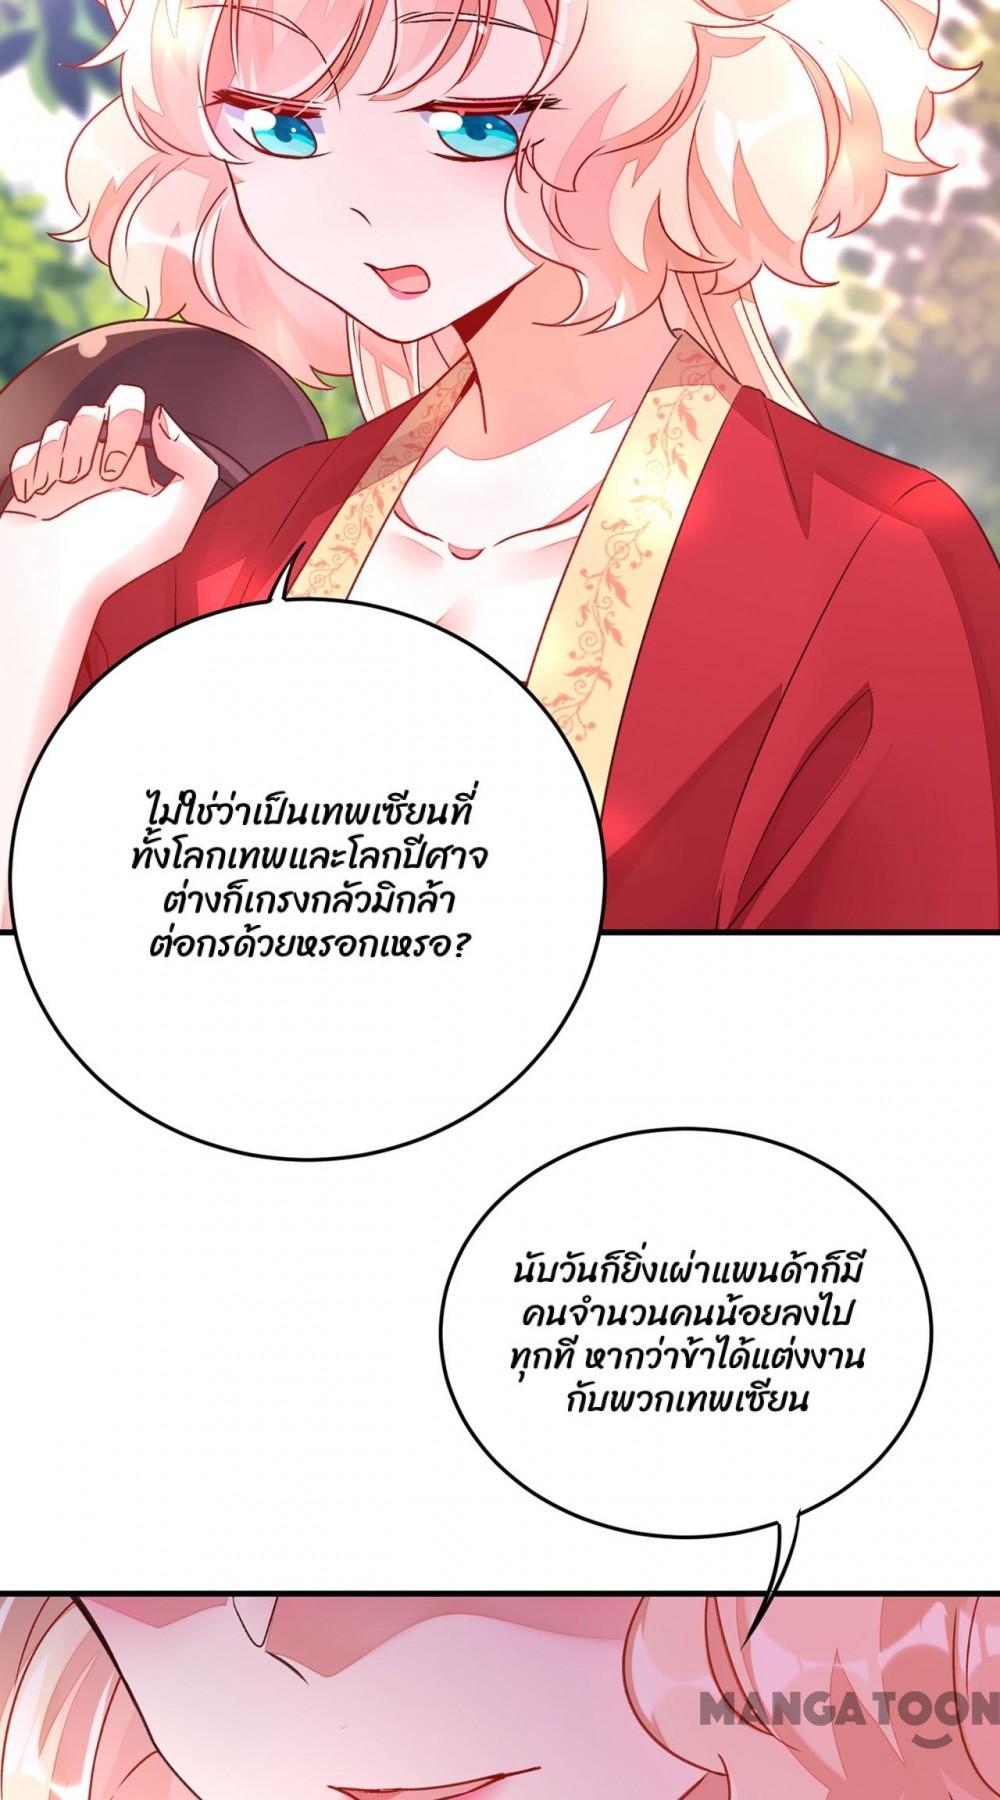 ไม่ใช่ว่าเป็นเทพเซียนที่
ทั้งโลกเทพและโลกปีศาจ
ต่างก็เกรงกลัวมิกล้า
ต่อกรด้วยหรอกเหรอ?
นับวันก็ยิ่งเผ่าแพนด้าก็มี
คนจำนวนคนน้อยลงไป
ทุกที หากว่าข้าได้แต่งงาน
กับพวกเทพเซียน
MANGATOON
Copyright of mangatoon